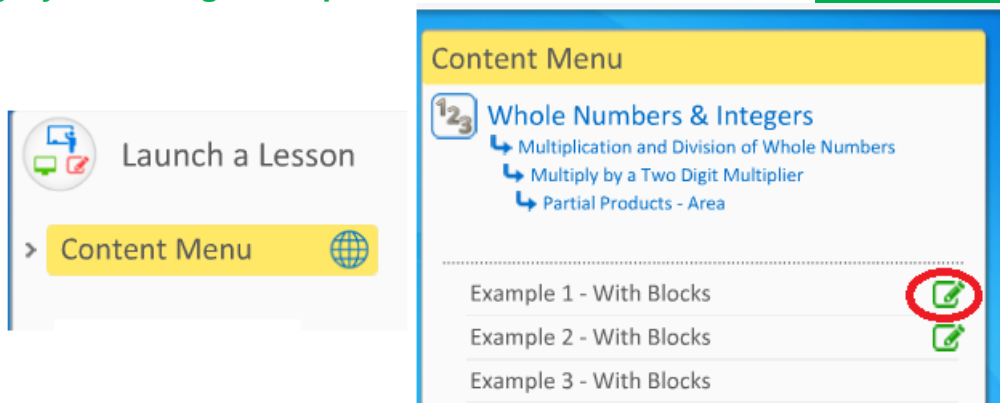 Launch a Lesson
Content Menu
Content Menu
123
Whole Numbers & Integers
Multiplication and Division of Whole Numbers
Multiply by a Two Digit Multiplier
Partial Products - Area
Example 1 - With Blocks
Example 2 - With Blocks
Example 3 - With Blocks